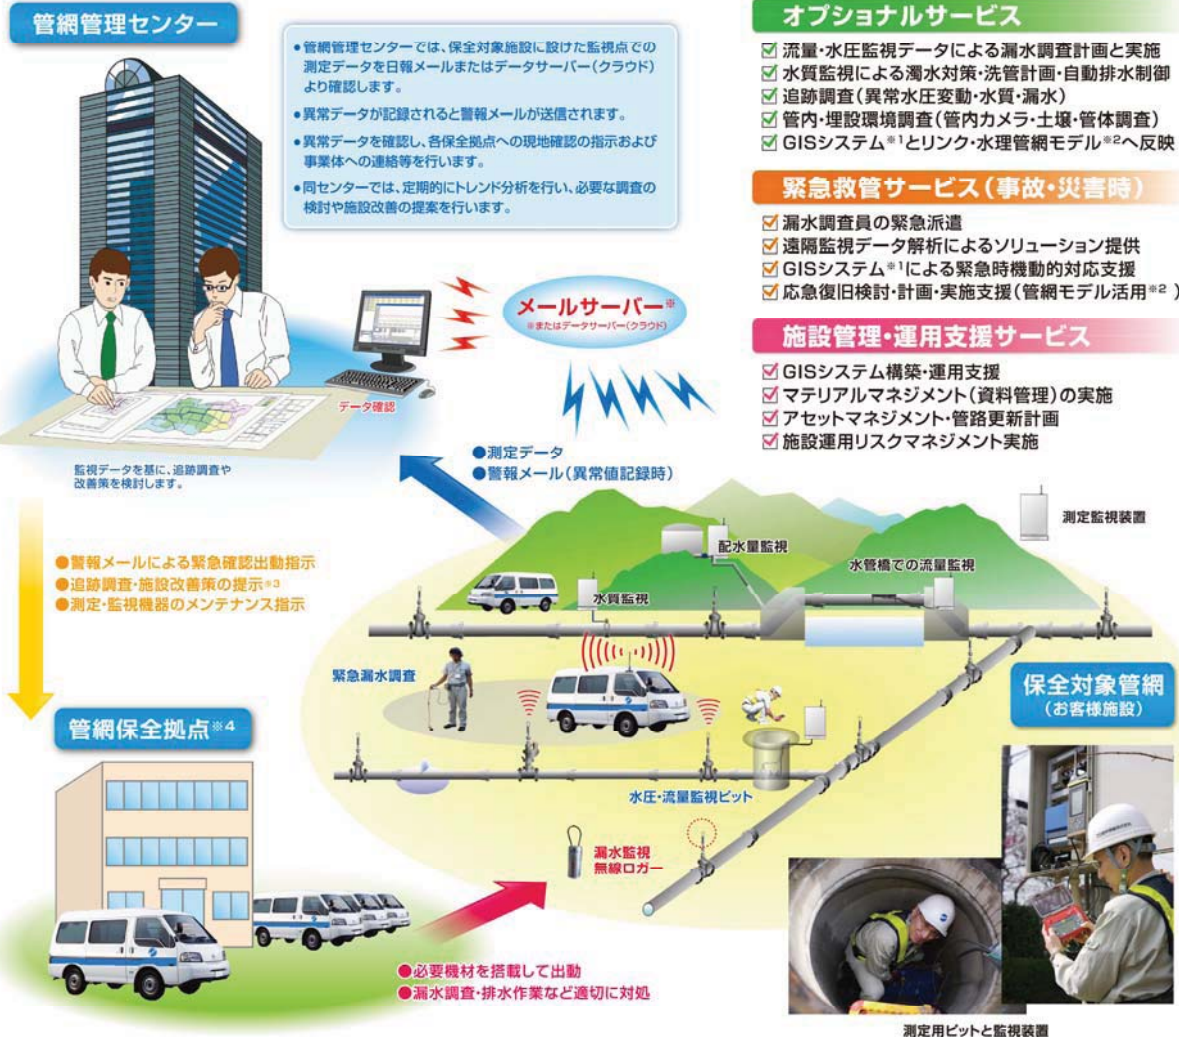 管網管理センター
●管網管理センターでは、保全対象施設に設けた監視点での
測定データを日報メールまたはデータサーバー(クラウド)
より確認します。
●異常データが記録されると警報メールが送信されます。
●異常データを確認し、各保全拠点への現地確認の指示および
事業体への連絡等を行います。
●同センターでは、定期的にトレンド分析を行い、必要な調査の
検討や施設改善の提案を行います。
オプショナルサービス
流量・水圧監視データによる漏水調査計画と実施
水質監視による濁水対策・洗管計画・自動排水制御
追跡調査(異常水圧変動・水質・漏水)
管内・埋設環境調査(管内カメラ・土壌・管体調査)
GISシステム※1とリンク・水理管網モデル※2へ反映
緊急救管サービス(事故・災害時)
漏水調査員の緊急派遣
遠隔監視データ解析によるソリューション提供
GISシステム※1による緊急時機動的対応支援
応急復旧検討・計画・実施支援(管網モデル活用※2 )
施設管理・運用支援サービス
GISシステム構築・運用支援
マテリアルマネジメント(資料管理)の実施
アセットマネジメント・管路更新計画
施設運用リスクマネジメント実施
メールサーバー※
※またはデータサーバー(クラウド)
データ確認
監視データを基に、追跡調査や
改善策を検討します。
●測定データ
●警報メール(異常値記録時)
●警報メールによる緊急確認出動指示
●追跡調査・施設改善策の提示※3
●測定・監視機器のメンテナンス指示
測定監視装置
配水量監視
水管橋での流量監視
水質監視
緊急漏水調査
保全対象管網
(お客様施設)
管網保全拠点※4
水圧・流量監視ピット
漏水監視
無線ロガー
●必要機材を搭載して出動
●漏水調査・排水作業など適切に対処
測定用ピットと監視装置